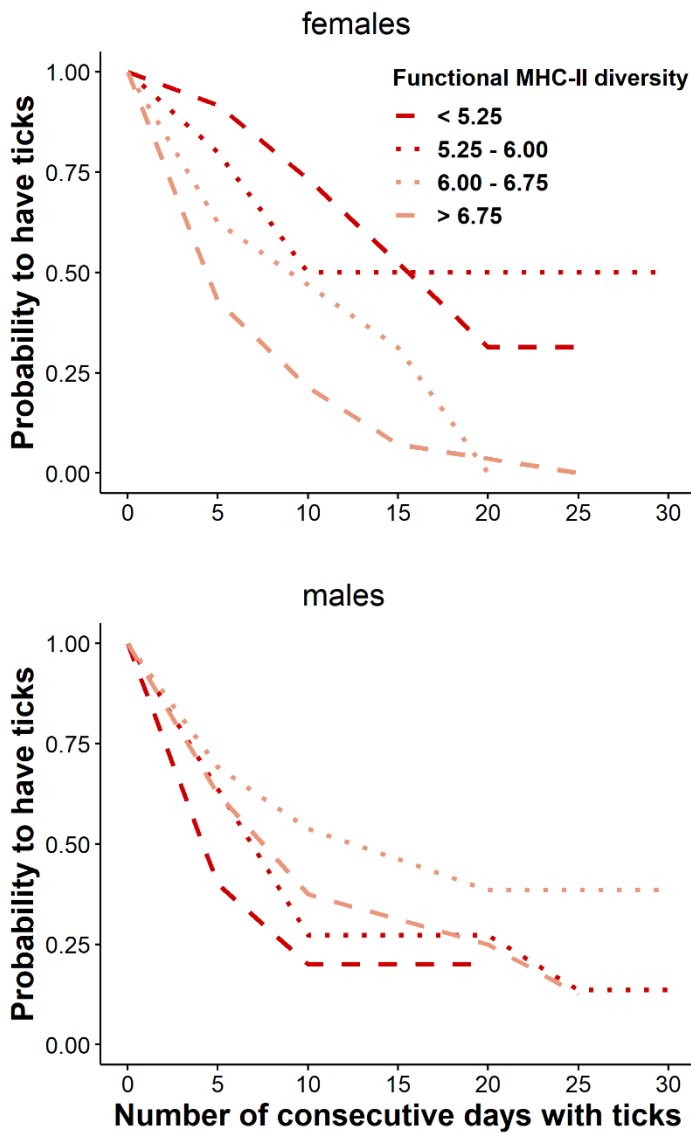 females
Probability to have ticks
1.00
0.75
0.50
0.25
0.00
Functional MHC-II diversity
< 5.25
5.25 - 6.00
6.00 - 6.75
> 6.75
0 5 10 15 20 25 30
males
Probability to have ticks
1.00
0.75
0.50
0.25
0.00
0 5 10 15 20 25 30
Number of consecutive days with ticks